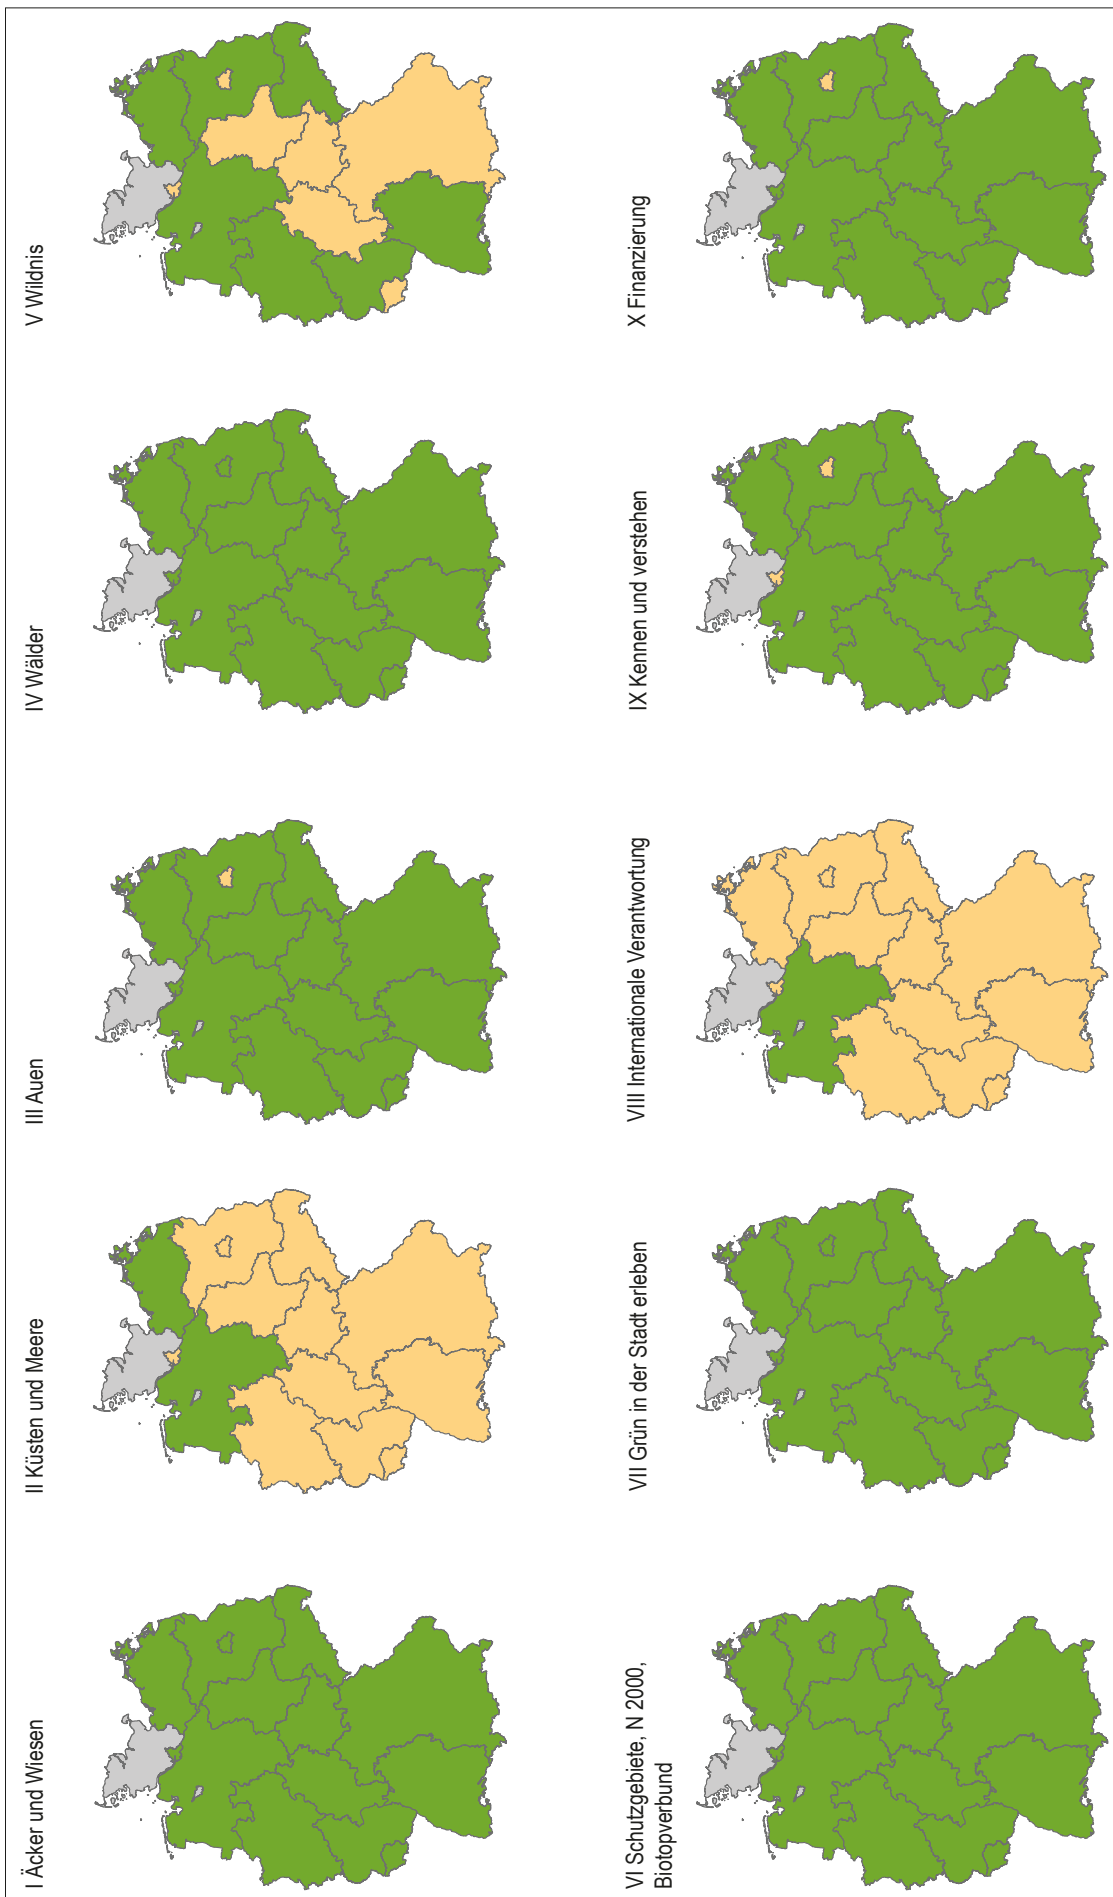 I Äcker und Wiesen
II Küsten und Meere
III Auen
IV Wälder
V Wildnis
VI Schutzgebiete, N 2000,
Biotopverbund
VII Grün in der Stadt erleben
VIII Internationale Verantwortung
IX Kennen und verstehen
X Finanzierung